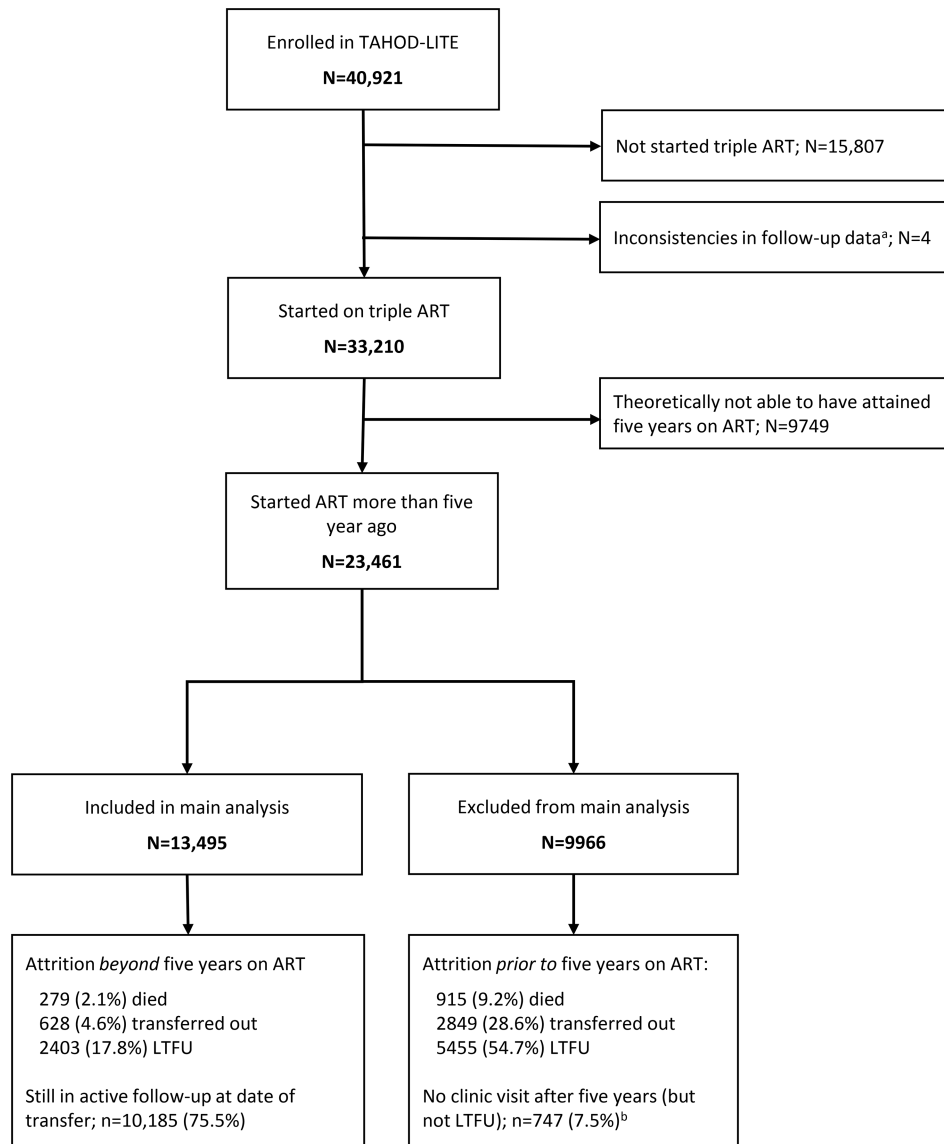 Enrolled in TAHOD-LITE
N=40,921
Not started triple ART; N=15,807
Inconsistencies in follow-up dataᵃ; N=4
Started on triple ART
N=33,210
Theoretically not able to have attained
five years on ART; N=9749
Started ART more than five
year ago
N=23,461
Included in main analysis
N=13,495
Excluded from main analysis
N=9966
Attrition beyond five years on ART
279 (2.1%) died
628 (4.6%) transferred out
2403 (17.8%) LTFU
Still in active follow-up at date of
transfer; n=10,185 (75.5%)
Attrition prior to five years on ART:
915 (9.2%) died
2849 (28.6%) transferred out
5455 (54.7%) LTFU
No clinic visit after five years (but
not LTFU); n=747 (7.5%)ᵇ